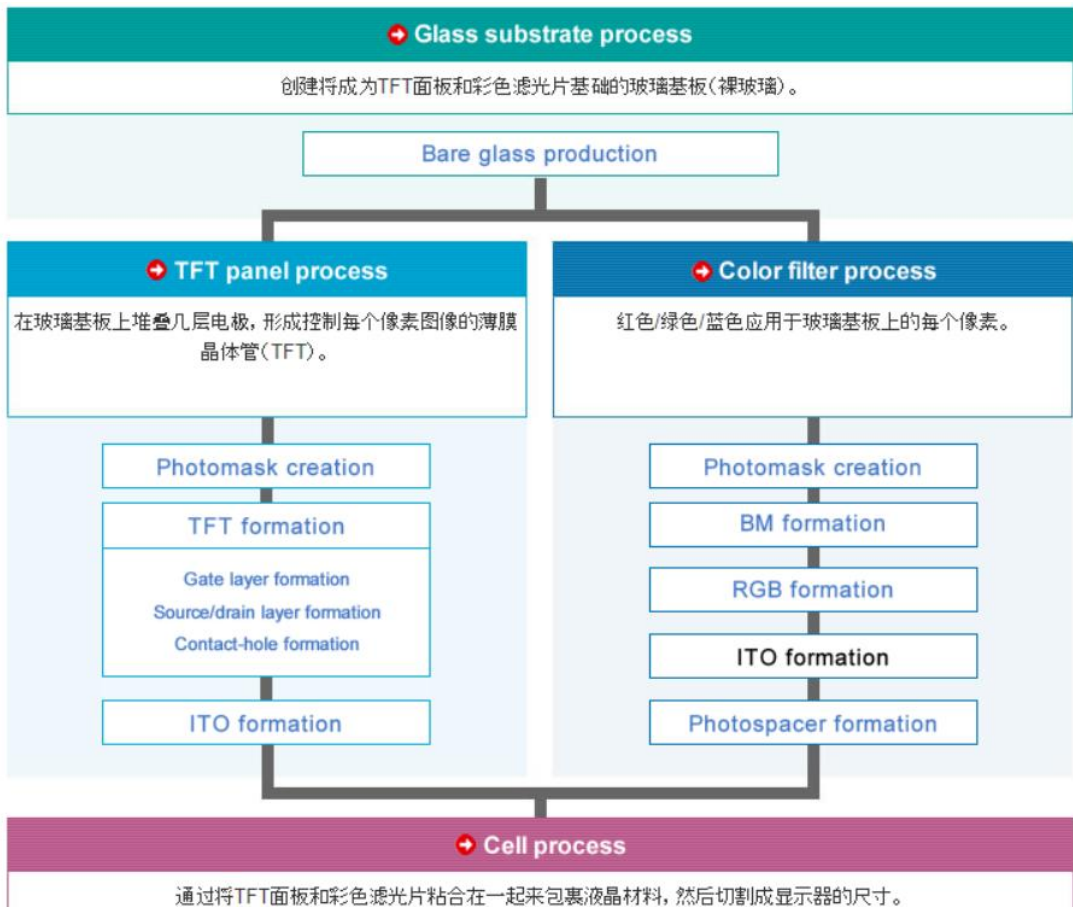 Glass substrate process
创建将成为TFT面板和彩色滤光片基础的玻璃基板(裸玻璃)。
Bare glass production
TFT panel process
在玻璃基板上堆叠几层电极,形成控制每个像素图像的薄膜
晶体管(TFT)。
Photomask creation
TFT formation
Gate layer formation
Source/drain layer formation
Contact-hole formation
ITO formation
Color filter process
红色/绿色/蓝色应用于玻璃基板上的每个像素。
Photomask creation
BM formation
RGB formation
ITO formation
Photospacer formation
Cell process
通过将TFT面板和彩色滤光片粘合在一起来包裹液晶材料,然后切割成显示器的尺寸。